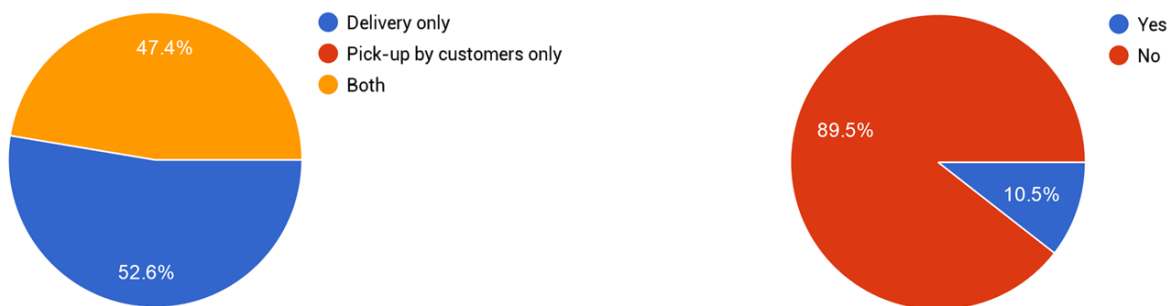 47.4%
52.6%
Delivery only
Pick-up by customers only
Both
89.5%
10.5%
Yes
No